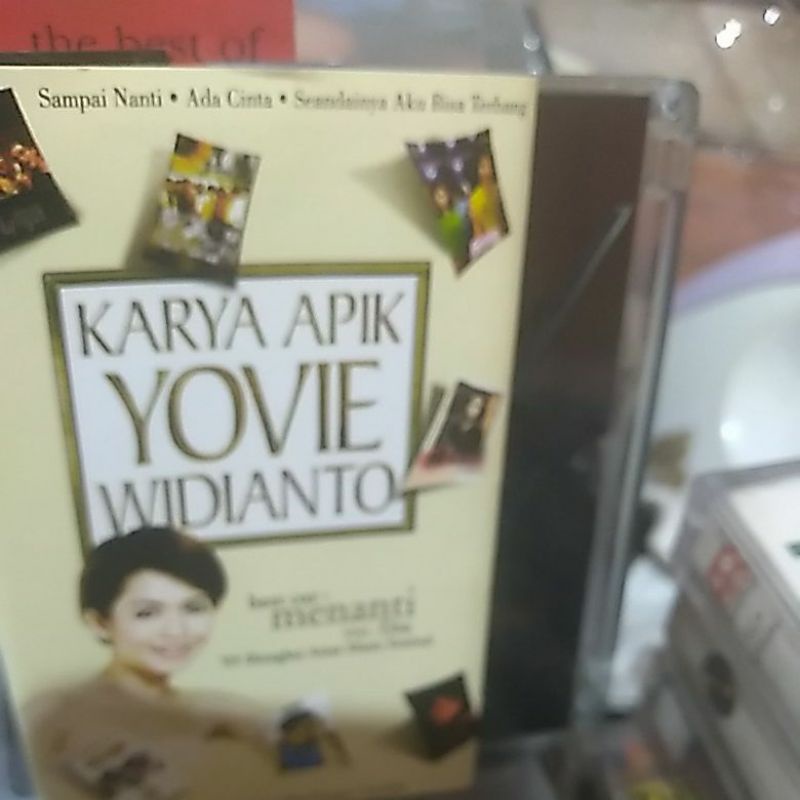 the best of
Sampai Nanti • Ada Cinta • Seandainya Aku Bisa Terbang
KARYA APIK
YOVIE
WIDIANTO
menanti